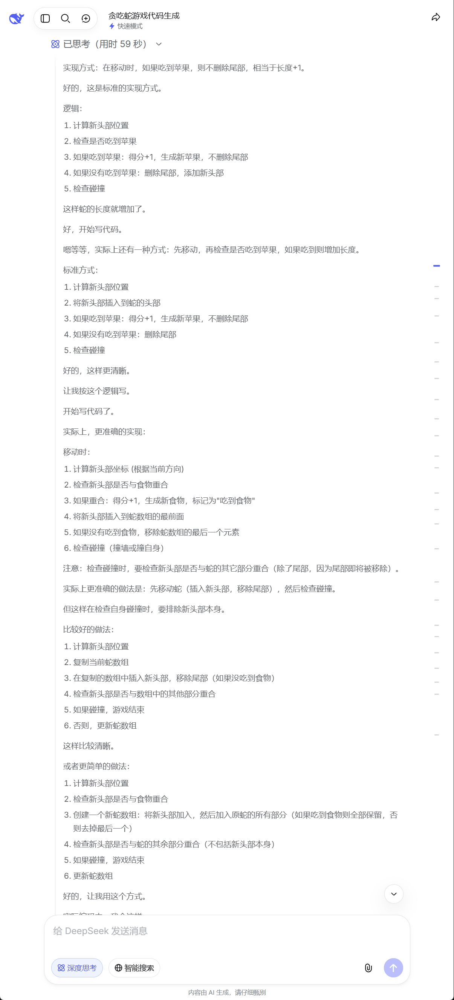 贪吃蛇游戏代码生成
快速模式
已思考（用时 59 秒）
实现方式：在移动时，如果吃到苹果，则不删除尾部，相当于长度+1。
好的，这是标准的实现方式。
逻辑：
1. 计算新头部位置
2. 检查是否吃到苹果
3. 如果吃到苹果：得分+1，生成新苹果，不删除尾部
4. 如果没有吃到苹果：删除尾部，添加新头部
5. 检查碰撞
这样蛇的长度就增加了。
好，开始写代码。
嗯等等，实际上还有一种方式：先移动，再检查是否吃到苹果，如果吃到则增加长度。
标准方式：
1. 计算新头部位置
2. 将新头部插入到蛇的头部
3. 如果吃到苹果：得分+1，生成新苹果，不删除尾部
4. 如果没有吃到苹果：删除尾部
5. 检查碰撞
好的，这样更清晰。
让我按这个逻辑写。
开始写代码了。
实际上，更准确的实现：
移动时：
1. 计算新头部坐标 (根据当前方向)
2. 检查新头部是否与食物重合
3. 如果重合：得分+1，生成新食物，标记为"吃到食物"
4. 将新头部插入到蛇数组的最前面
5. 如果没有吃到食物，移除蛇数组的最后一个元素
6. 检查碰撞（撞墙或撞自身）
注意：检查碰撞时，要检查新头部是否与蛇的其它部分重合（除了尾部，因为尾部即将被移除）。
实际上更准确的做法是：先移动蛇（插入新头部，移除尾部），然后检查碰撞。
但这样在检查自身碰撞时，要排除新头部本身。
比较好的做法：
1. 计算新头部位置
2. 复制当前蛇数组
3. 在复制的数组中插入新头部，移除尾部（如果没吃到食物）
4. 检查新头部是否与数组中的其他部分重合
5. 如果碰撞，游戏结束
6. 否则，更新蛇数组
这样比较清晰。
或者更简单的做法：
1. 计算新头部位置
2. 检查新头部是否与食物重合
3. 创建一个新蛇数组：将新头部加入，然后加入原蛇的所有部分（如果吃到食物则全部保留，否
则去掉最后一个）
4. 检查新头部是否与蛇的其余部分重合（不包括新头部本身）
5. 如果碰撞，游戏结束
6. 更新蛇数组
好的，让我用这个方式。
给 DeepSeek 发送消息
深度思考
智能搜索
内容由 AI 生成，请仔细甄别